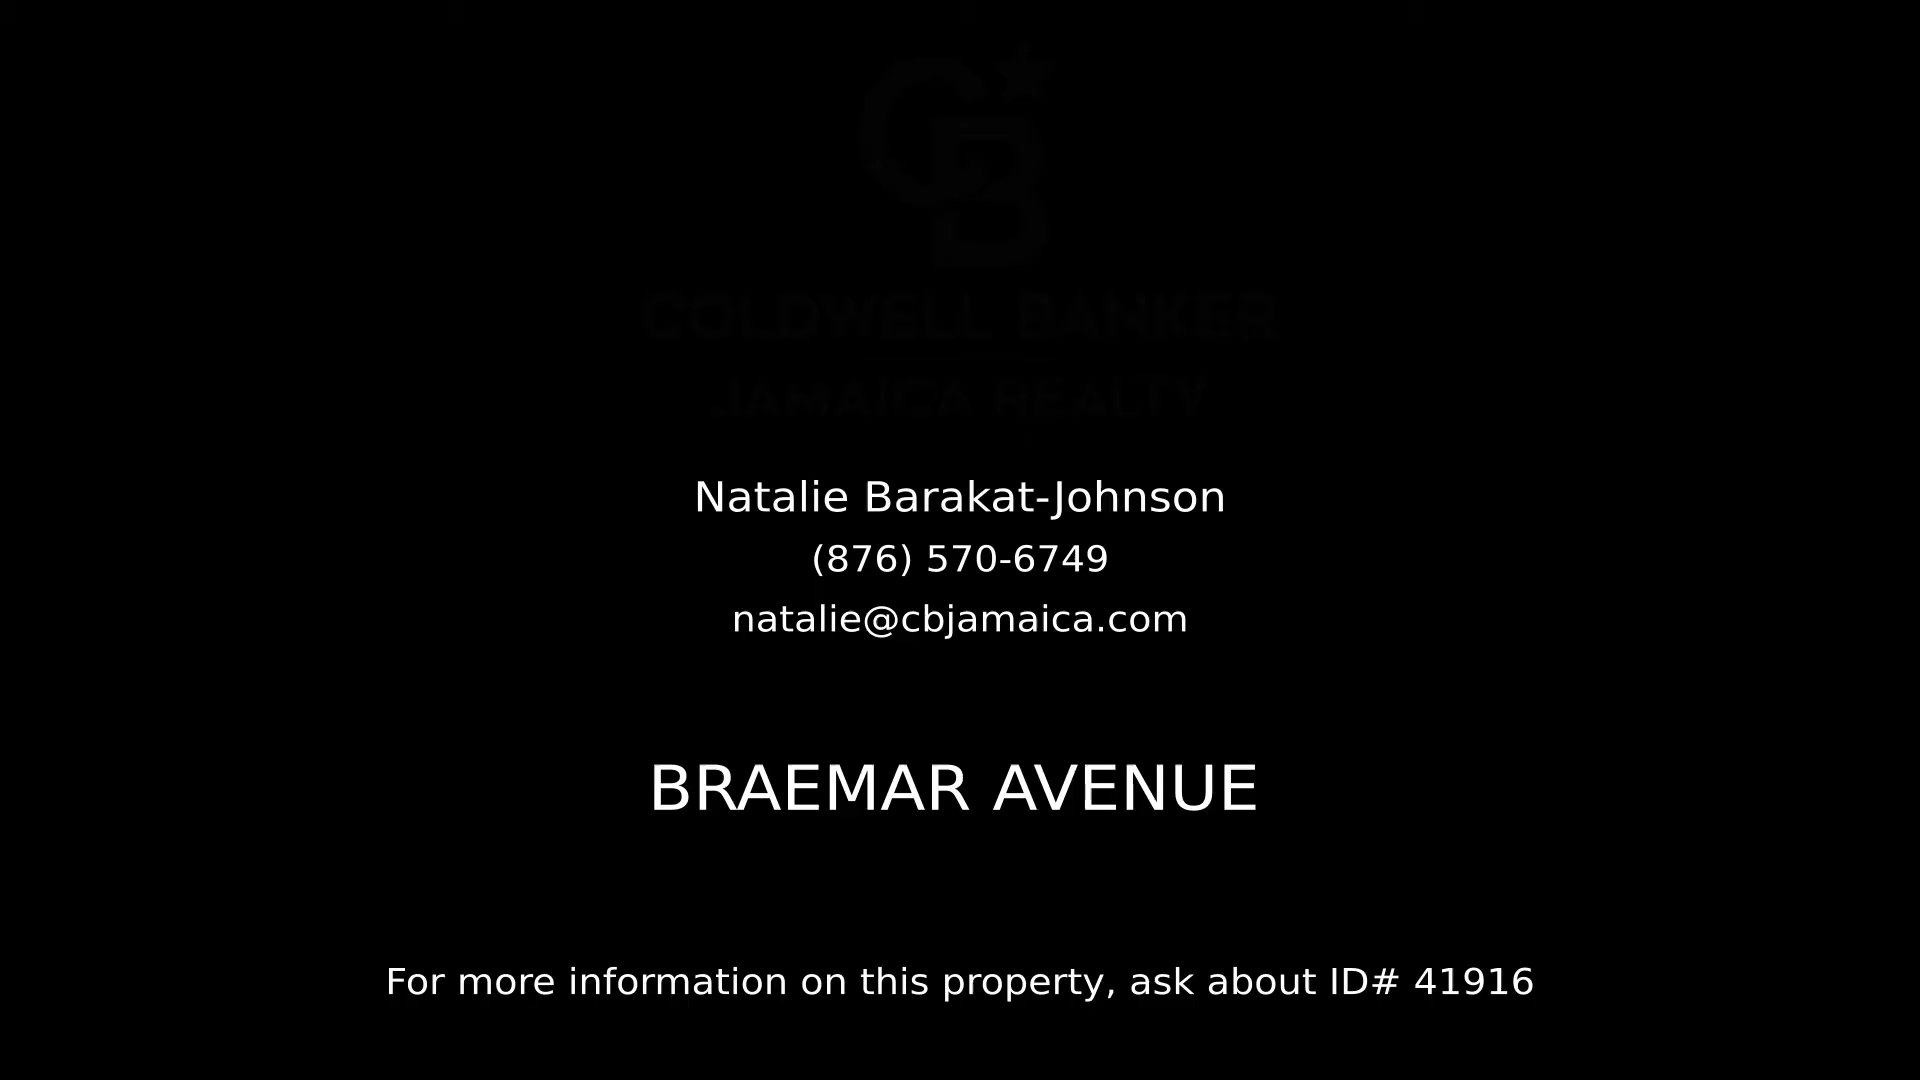 CB
COLDWELL BANKER
JAMAICA REALTY
Natalie Barakat-Johnson
(876) 570-6749
natalie@cbjamaica.com
BRAEMAR AVENUE
For more information on this property, ask about ID# 41916